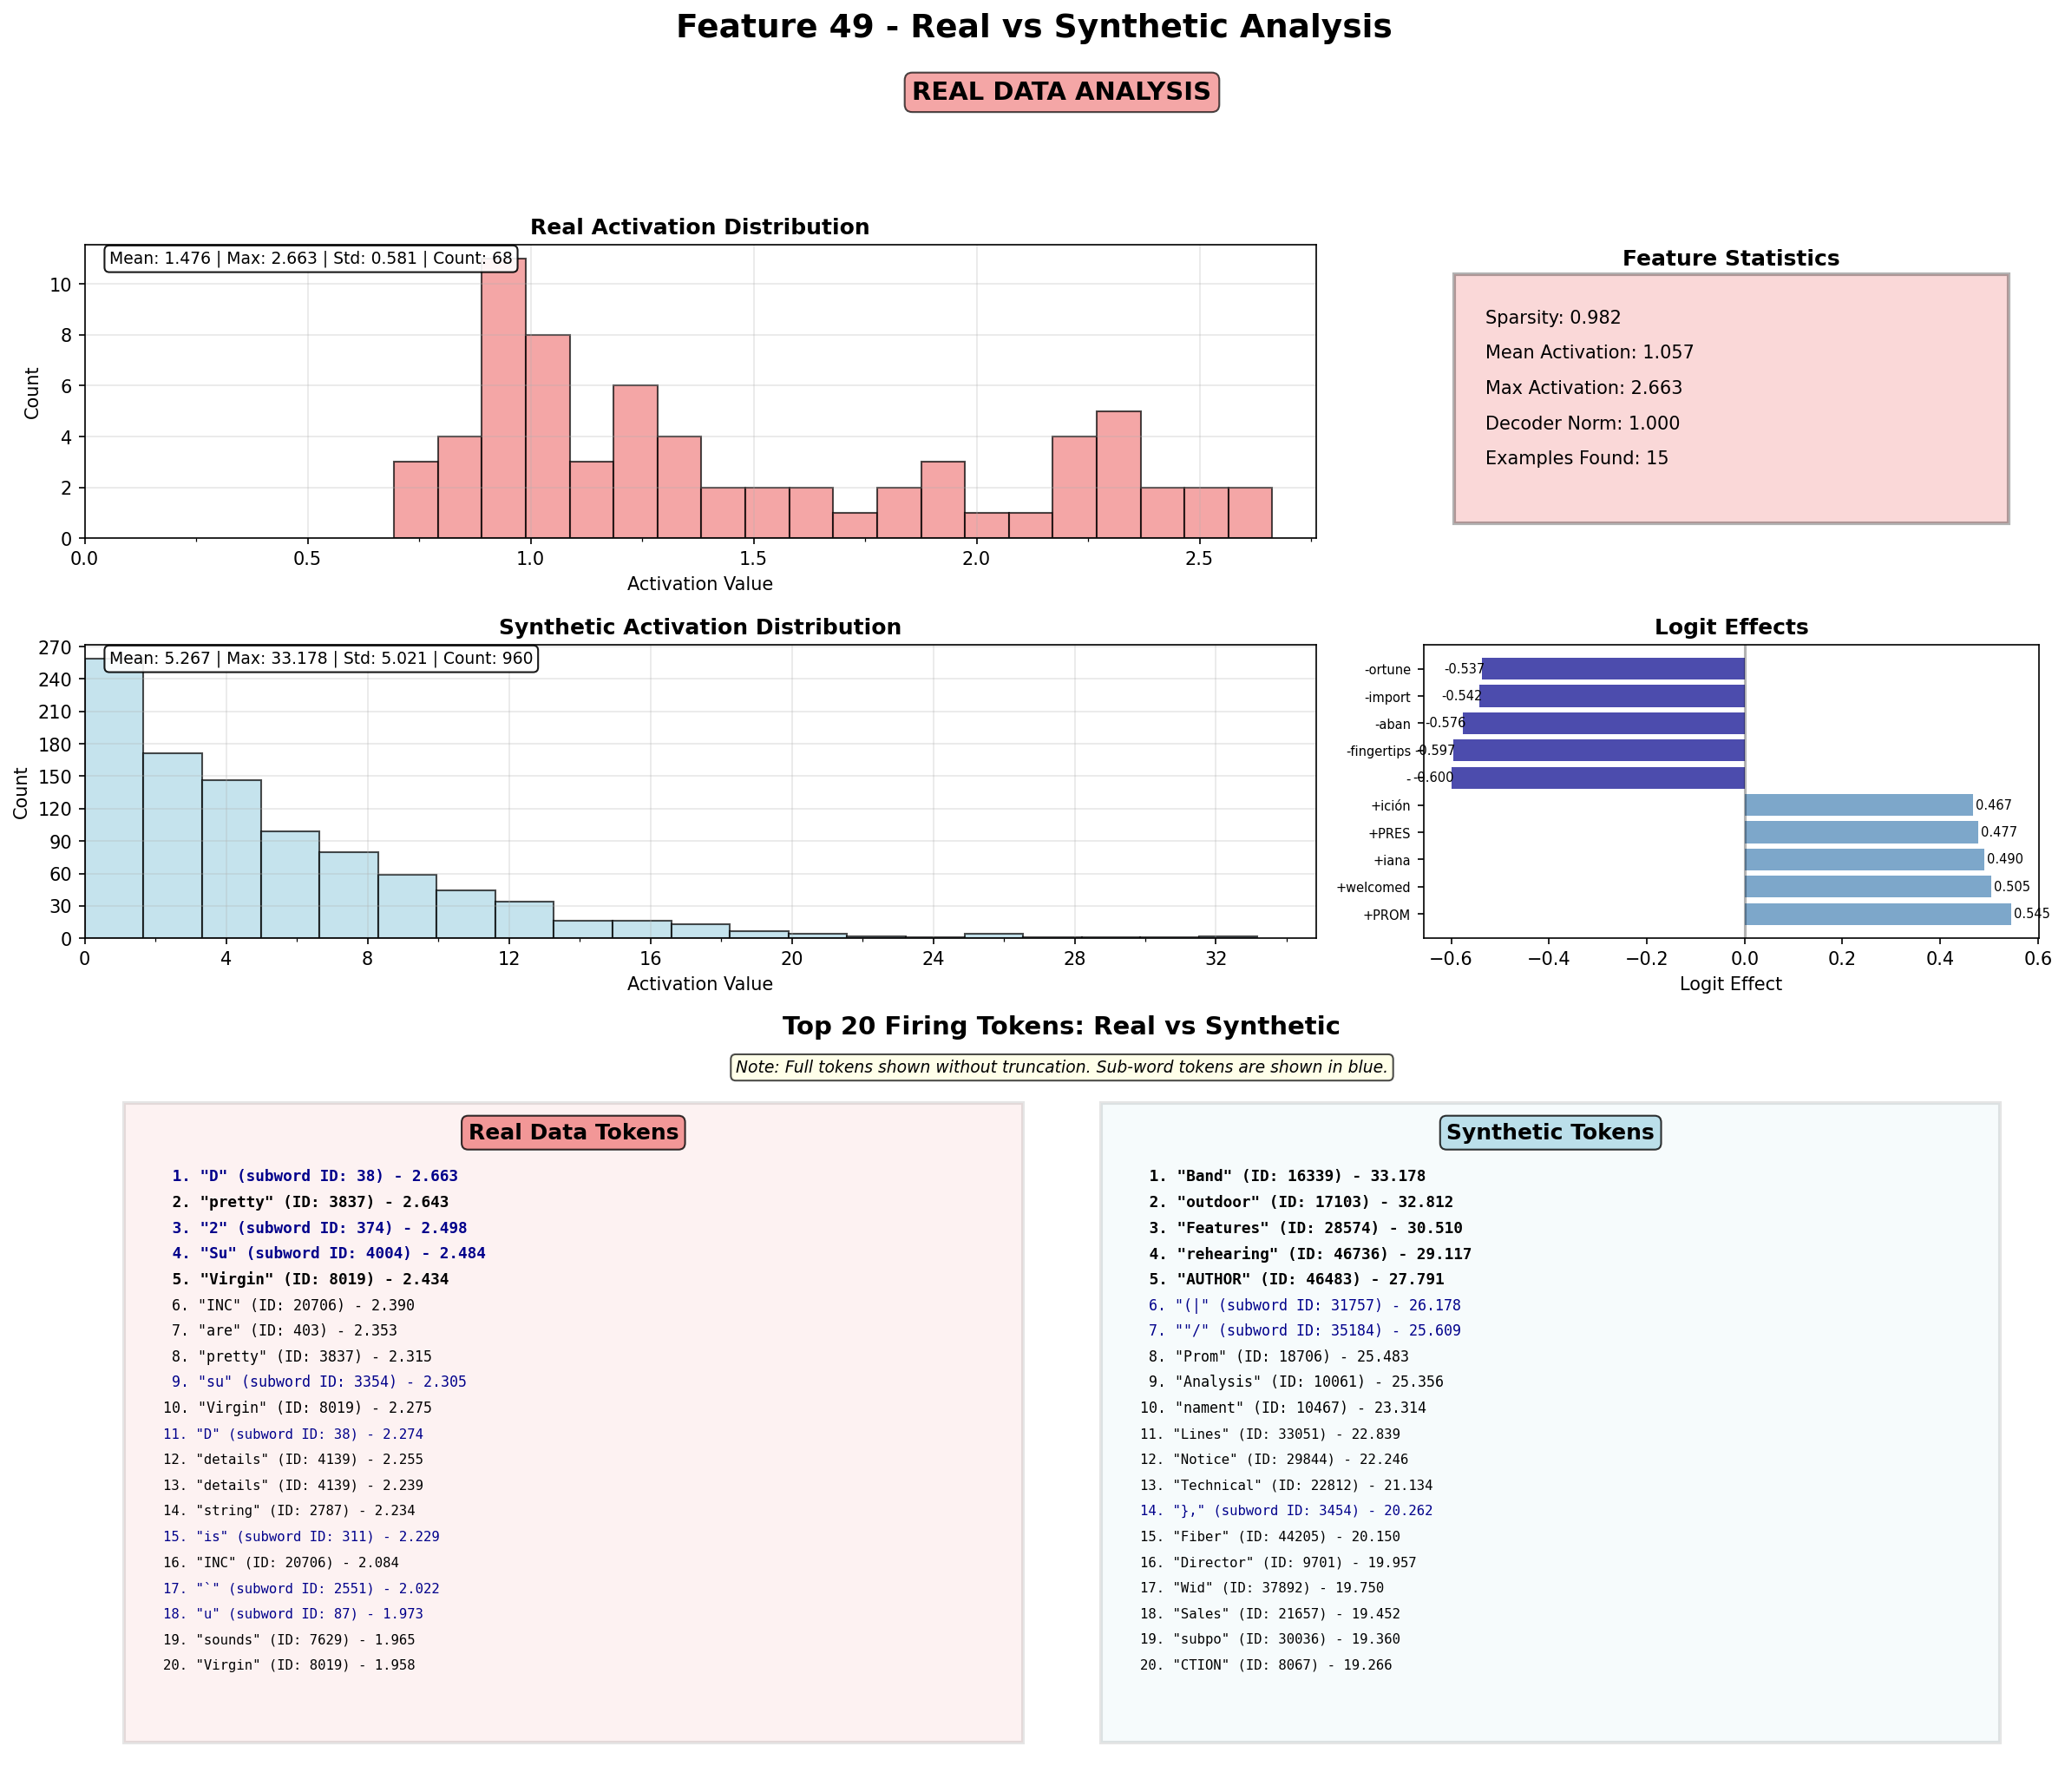 Feature 49 - Real vs Synthetic Analysis
REAL DATA ANALYSIS
Real Activation Distribution
Mean: 1.476 | Max: 2.663 | Std: 0.581 | Count: 68
Count
10
8
6
4
2
0
0.0 0.5 1.0 1.5 2.0 2.5
Activation Value
Feature Statistics
Sparsity: 0.982
Mean Activation: 1.057
Max Activation: 2.663
Decoder Norm: 1.000
Examples Found: 15
Synthetic Activation Distribution
Mean: 5.267 | Max: 33.178 | Std: 5.021 | Count: 960
Count
270
240
210
180
150
120
90
60
30
0
0 4 8 12 16 20 24 28 32
Activation Value
Logit Effects
-ortune -0.537
-import -0.542
-aban -0.576
-fingertips -0.597
- -0.600
+ición 0.467
+PRES 0.477
+iana 0.490
+welcomed 0.505
+PROM 0.545
−0.6 −0.4 −0.2 0.0 0.2 0.4 0.6
Logit Effect
Top 20 Firing Tokens: Real vs Synthetic
Note: Full tokens shown without truncation. Sub-word tokens are shown in blue.
Real Data Tokens
1. "D" (subword ID: 38) - 2.663
2. "pretty" (ID: 3837) - 2.643
3. "2" (subword ID: 374) - 2.498
4. "Su" (subword ID: 4004) - 2.484
5. "Virgin" (ID: 8019) - 2.434
6. "INC" (ID: 20706) - 2.390
7. "are" (ID: 403) - 2.353
8. "pretty" (ID: 3837) - 2.315
9. "su" (subword ID: 3354) - 2.305
10. "Virgin" (ID: 8019) - 2.275
11. "D" (subword ID: 38) - 2.274
12. "details" (ID: 4139) - 2.255
13. "details" (ID: 4139) - 2.239
14. "string" (ID: 2787) - 2.234
15. "is" (subword ID: 311) - 2.229
16. "INC" (ID: 20706) - 2.084
17. "`" (subword ID: 2551) - 2.022
18. "u" (subword ID: 87) - 1.973
19. "sounds" (ID: 7629) - 1.965
20. "Virgin" (ID: 8019) - 1.958
Synthetic Tokens
1. "Band" (ID: 16339) - 33.178
2. "outdoor" (ID: 17103) - 32.812
3. "Features" (ID: 28574) - 30.510
4. "rehearing" (ID: 46736) - 29.117
5. "AUTHOR" (ID: 46483) - 27.791
6. "(|" (subword ID: 31757) - 26.178
7. ""/" (subword ID: 35184) - 25.609
8. "Prom" (ID: 18706) - 25.483
9. "Analysis" (ID: 10061) - 25.356
10. "nament" (ID: 10467) - 23.314
11. "Lines" (ID: 33051) - 22.839
12. "Notice" (ID: 29844) - 22.246
13. "Technical" (ID: 22812) - 21.134
14. "}," (subword ID: 3454) - 20.262
15. "Fiber" (ID: 44205) - 20.150
16. "Director" (ID: 9701) - 19.957
17. "Wid" (ID: 37892) - 19.750
18. "Sales" (ID: 21657) - 19.452
19. "subpo" (ID: 30036) - 19.360
20. "CTION" (ID: 8067) - 19.266